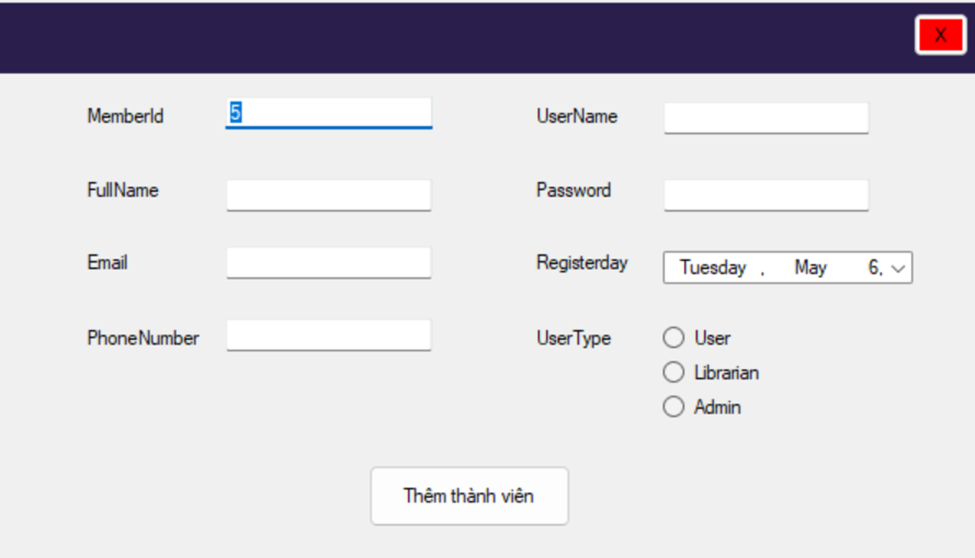 X
MemberId 5 UserName
FullName Password
Email Registerday Tuesday , May 6,
PhoneNumber UserType User
Librarian
Admin
Thêm thành viên